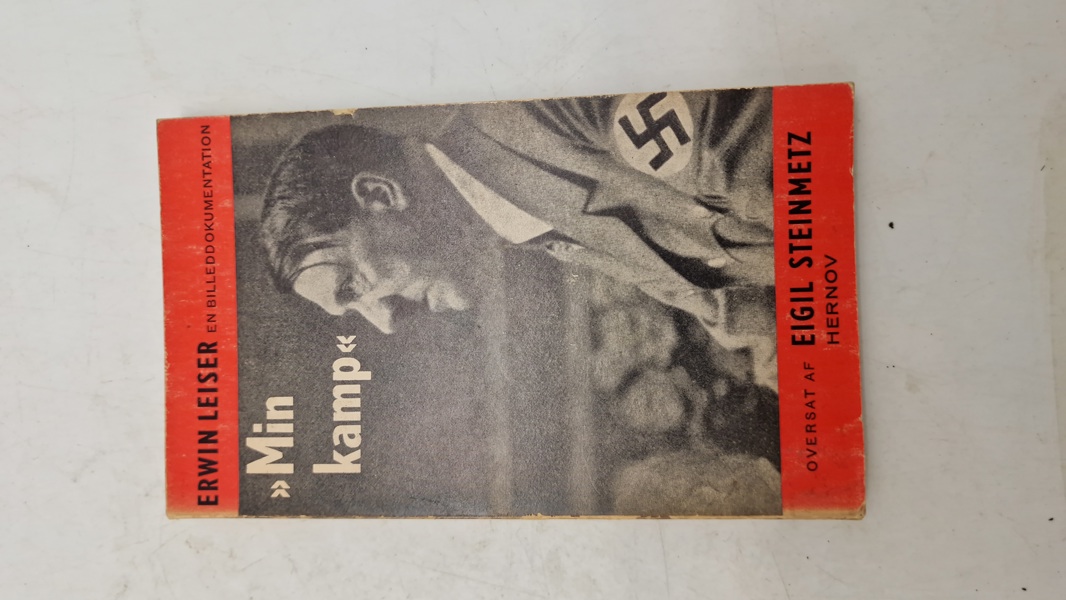 ERWIN LEISER EN BILLEDDOKUMENTATION
»Min
kamp«
OVERSAT AF EIGIL STEINMETZ
HERNOV